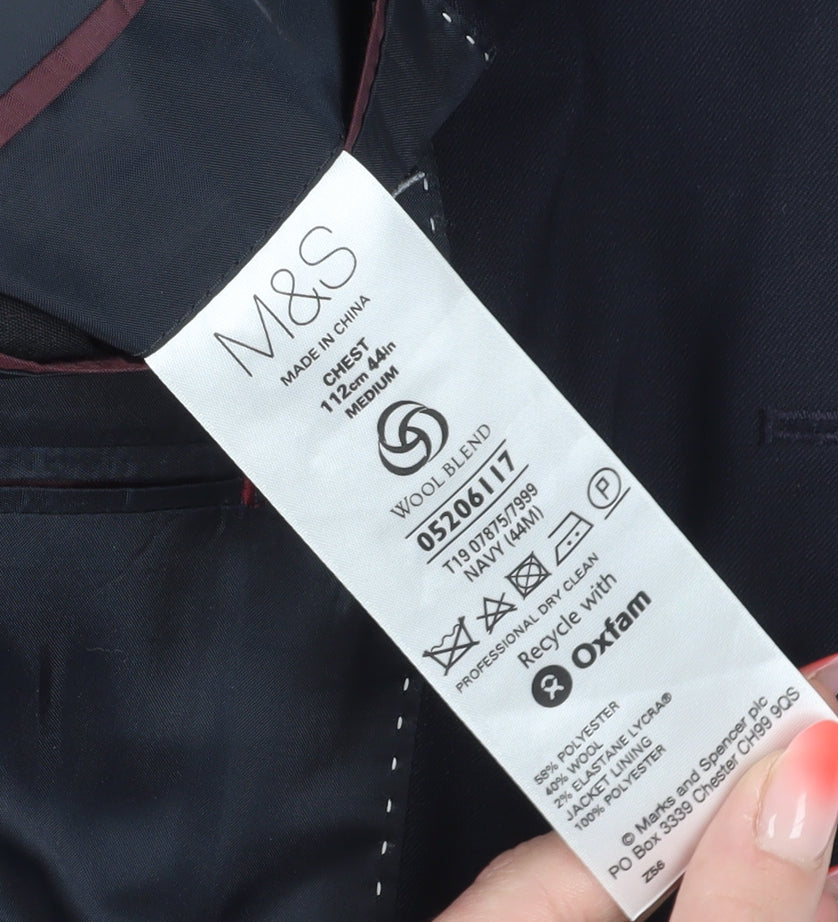 M&S
MADE IN CHINA
CHEST
112cm 44in
MEDIUM
WOOL BLEND
05206117
T19 07875/7999
NAVY (44M)
P
PROFESSIONAL DRY CLEAN
Recycle with
Oxfam
58% POLYESTER
40% WOOL
2% ELASTANE LYCRA®
JACKET LINING
100% POLYESTER
© Marks and Spencer plc
PO Box 3339 Chester CH99 9QS
Z56